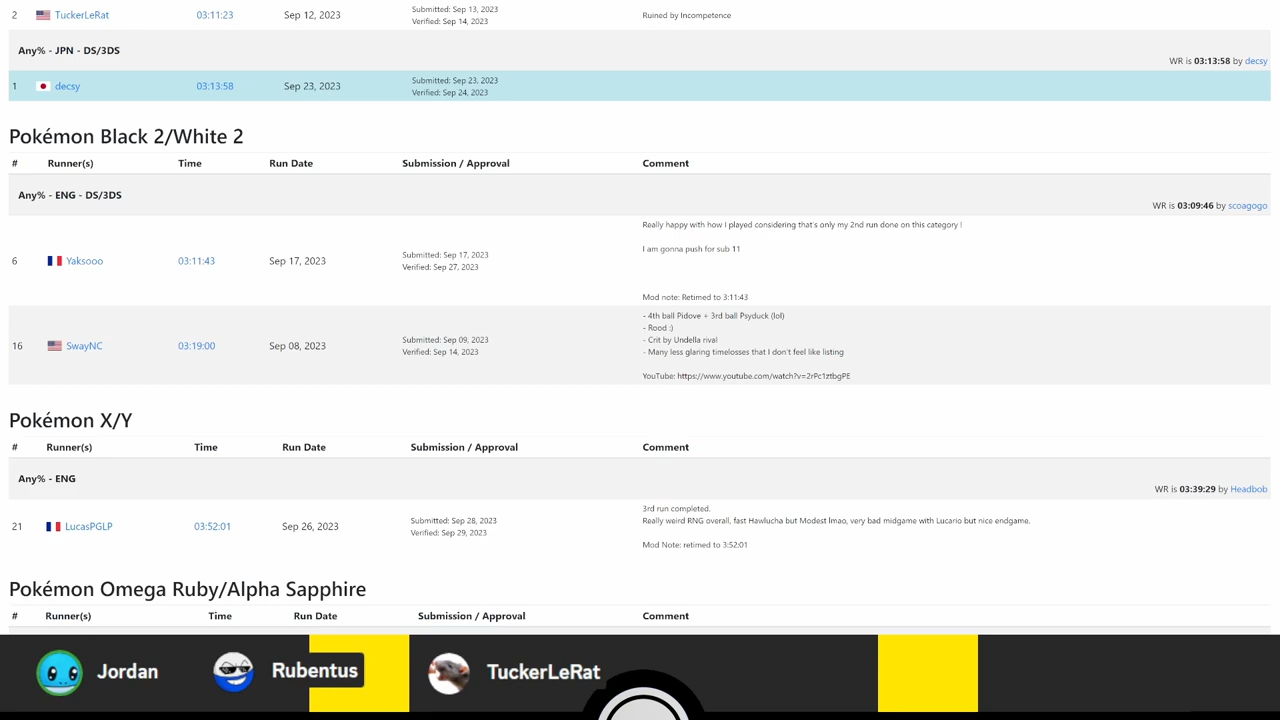 2 TuckerLeRat 03:11:23 Sep 12, 2023 Submitted: Sep 13, 2023 Ruined by Incompetence
Verified: Sep 14, 2023
Any% - JPN - DS/3DS
WR is 03:13:58 by decsy
1 decsy 03:13:58 Sep 23, 2023 Submitted: Sep 23, 2023
Verified: Sep 24, 2023
Pokémon Black 2/White 2
# Runner(s) Time Run Date Submission / Approval Comment
Any% - ENG - DS/3DS
WR is 03:09:46 by scoagogo
Really happy with how I played considering that's only my 2nd run done on this category !
I am gonna push for sub 11
6 Yaksooo 03:11:43 Sep 17, 2023 Submitted: Sep 17, 2023
Verified: Sep 27, 2023
Mod note: Retimed to 3:11:43
- 4th ball Pidove + 3rd ball Psyduck (lol)
- Rood :)
16 SwayNC 03:19:00 Sep 08, 2023 Submitted: Sep 09, 2023 - Crit by Undella rival
Verified: Sep 14, 2023 - Many less glaring timelosses that I don't feel like listing
YouTube: https://www.youtube.com/watch?v=2rPc1ztbgPE
Pokémon X/Y
# Runner(s) Time Run Date Submission / Approval Comment
Any% - ENG
WR is 03:39:29 by Headbob
3rd run completed.
21 LucasPGLP 03:52:01 Sep 26, 2023 Submitted: Sep 28, 2023 Really weird RNG overall, fast Hawlucha but Modest lmao, very bad midgame with Lucario but nice endgame.
Verified: Sep 29, 2023
Mod Note: retimed to 3:52:01
Pokémon Omega Ruby/Alpha Sapphire
# Runner(s) Time Run Date Submission / Approval Comment
Jordan Rubentus TuckerLeRat